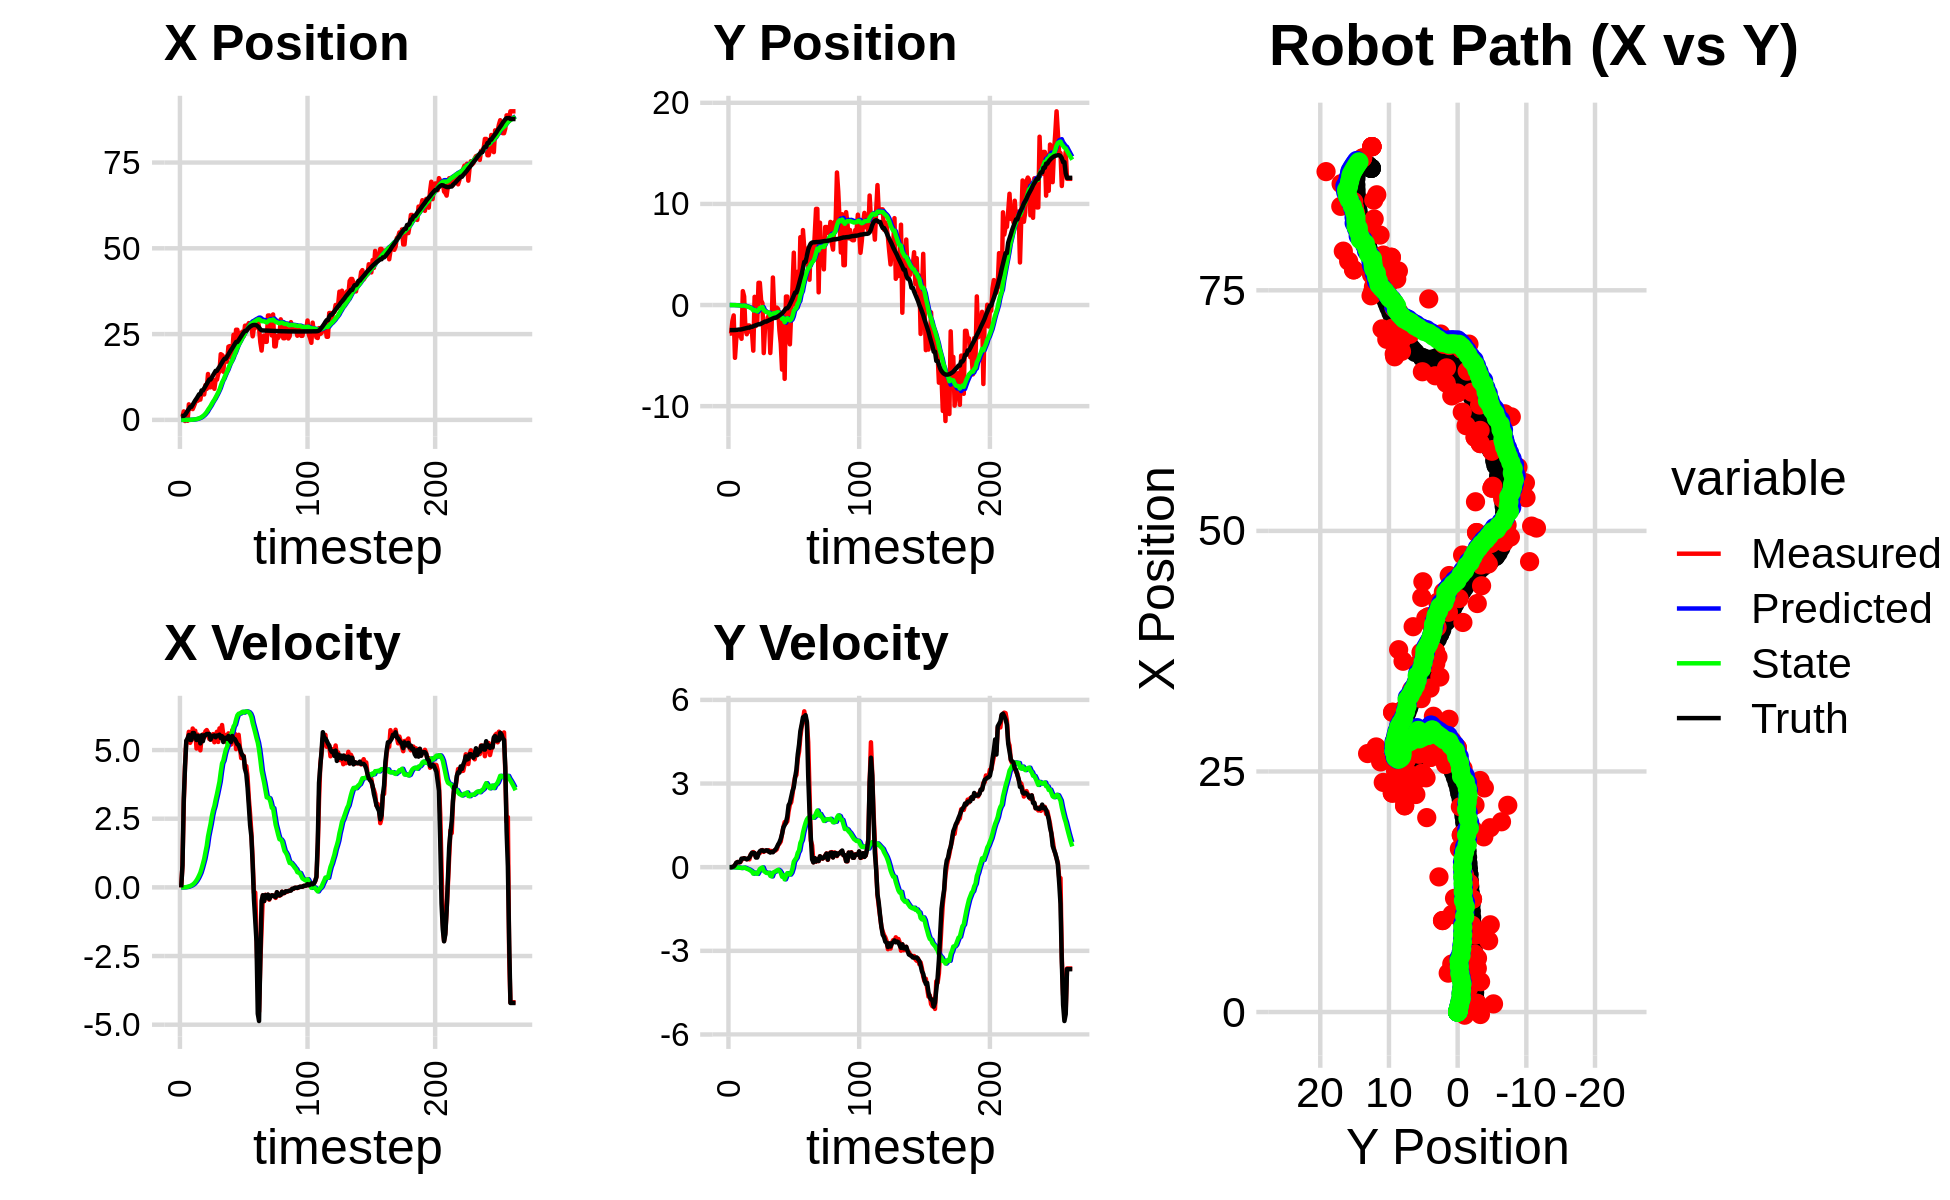 X Position
75
50
25
0
0
100
200
timestep
Y Position
20
10
0
-10
0
100
200
timestep
X Velocity
5.0
2.5
0.0
-2.5
-5.0
0
100
200
timestep
Y Velocity
6
3
0
-3
-6
0
100
200
timestep
Robot Path (X vs Y)
X Position
75
50
25
0
20 10 0 -10 -20
Y Position
variable
Measured
Predicted
State
Truth